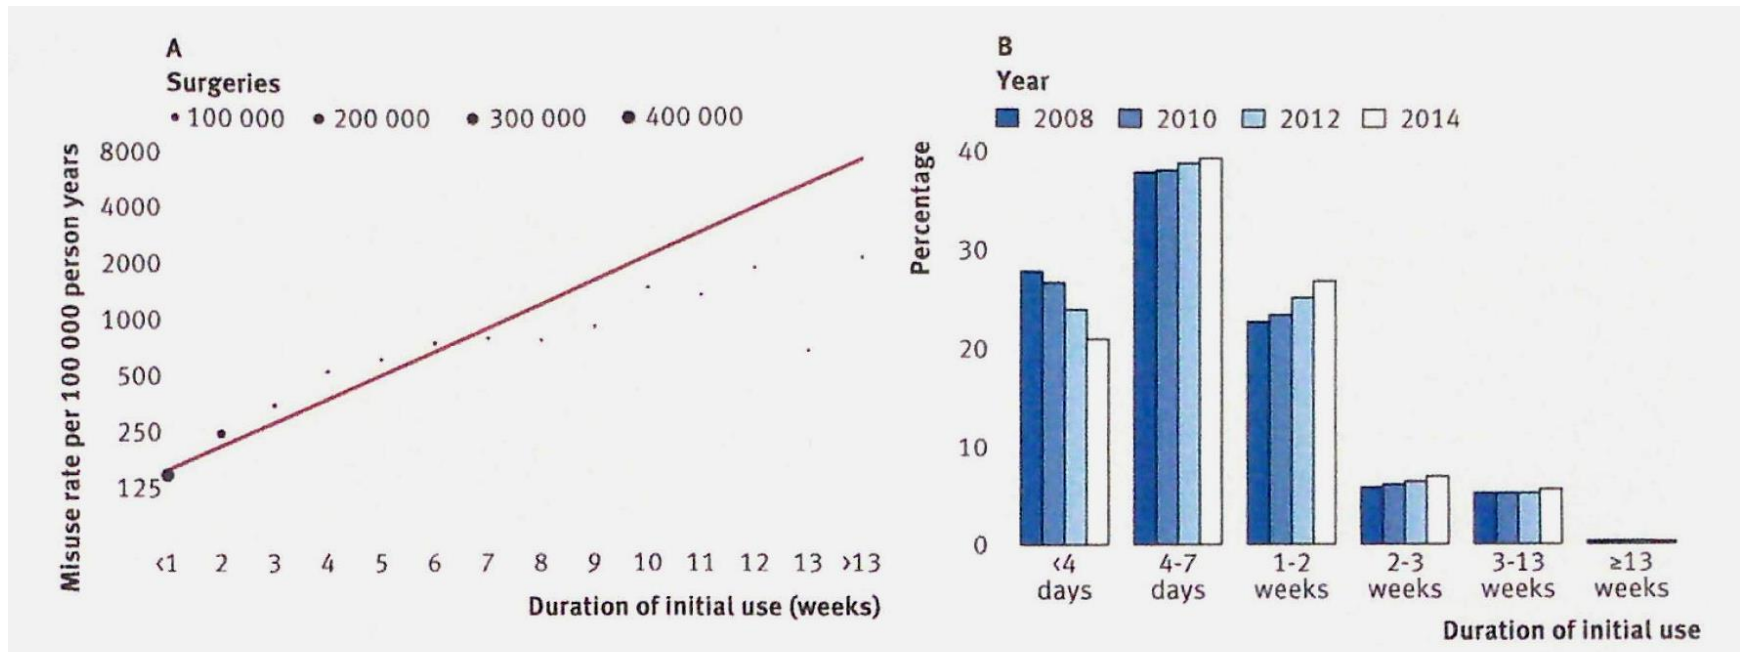 A
Surgeries
100 000 200 000 300 000 400 000
Misuse rate per 100 000 person years
8000
4000
2000
1000
500
250
125
<1 2 3 4 5 6 7 8 9 10 11 12 13 >13
Duration of initial use (weeks)
B
Year
2008 2010 2012 2014
Percentage
40
30
20
10
0
<4 4-7 1-2 2-3 3-13 ≥13
days days weeks weeks weeks weeks
Duration of initial use